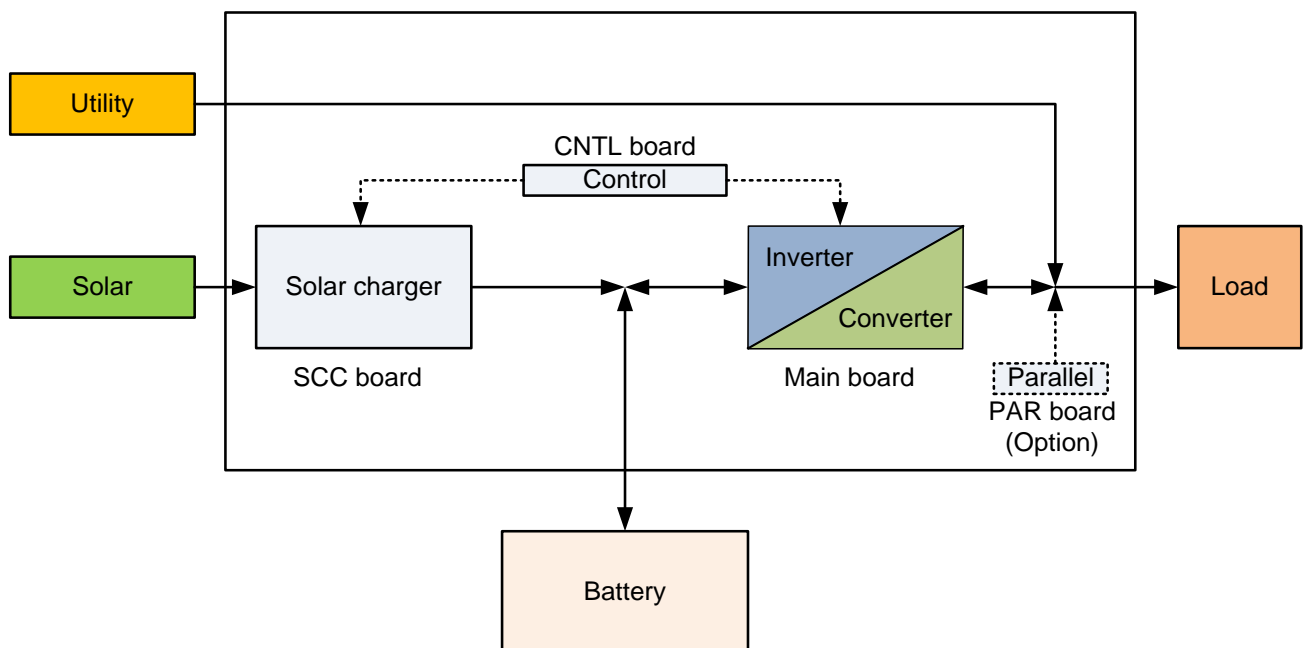 Utility
CNTL board
Control
Solar
Solar charger
Inverter
Converter
Load
SCC board
Main board
Parallel
PAR board
(Option)
Battery